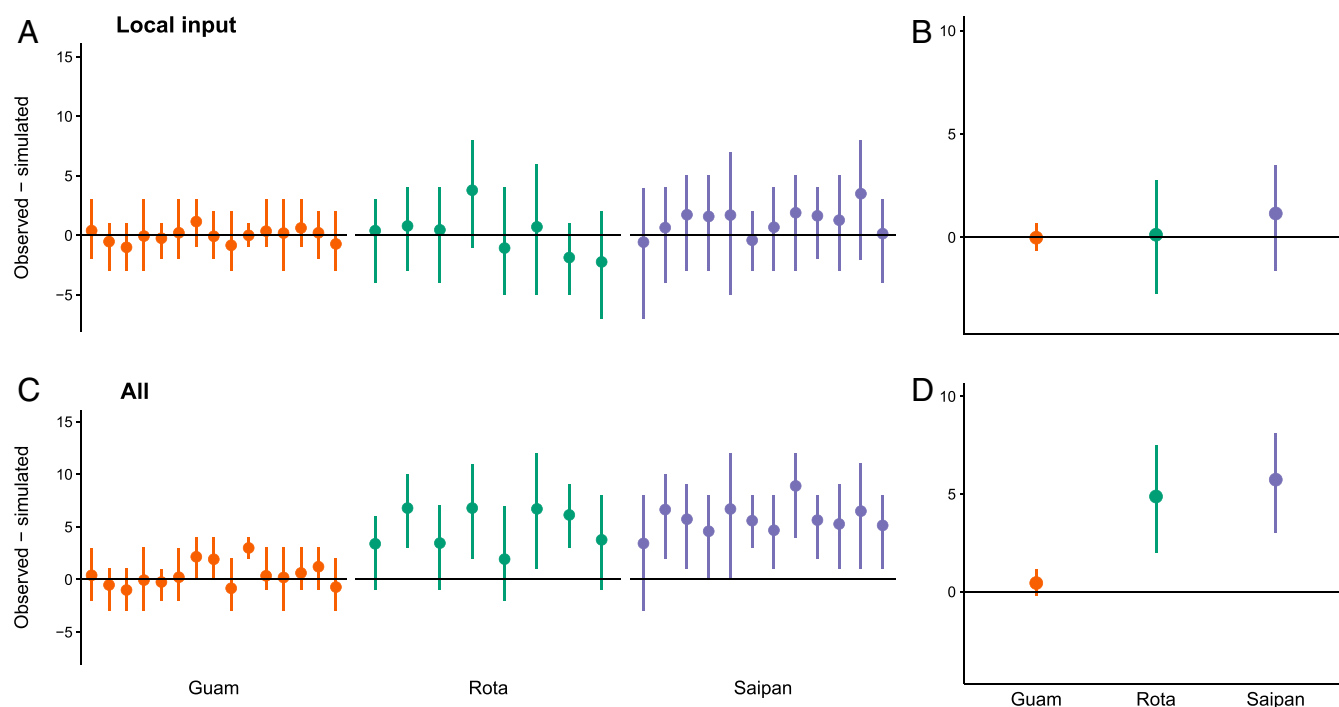 A
Local input
B
Observed − simulated
15
10
5
0
−5
10
5
0
C
All
D
Observed − simulated
15
10
5
0
−5
Guam
Rota
Saipan
10
5
0
Guam
Rota
Saipan